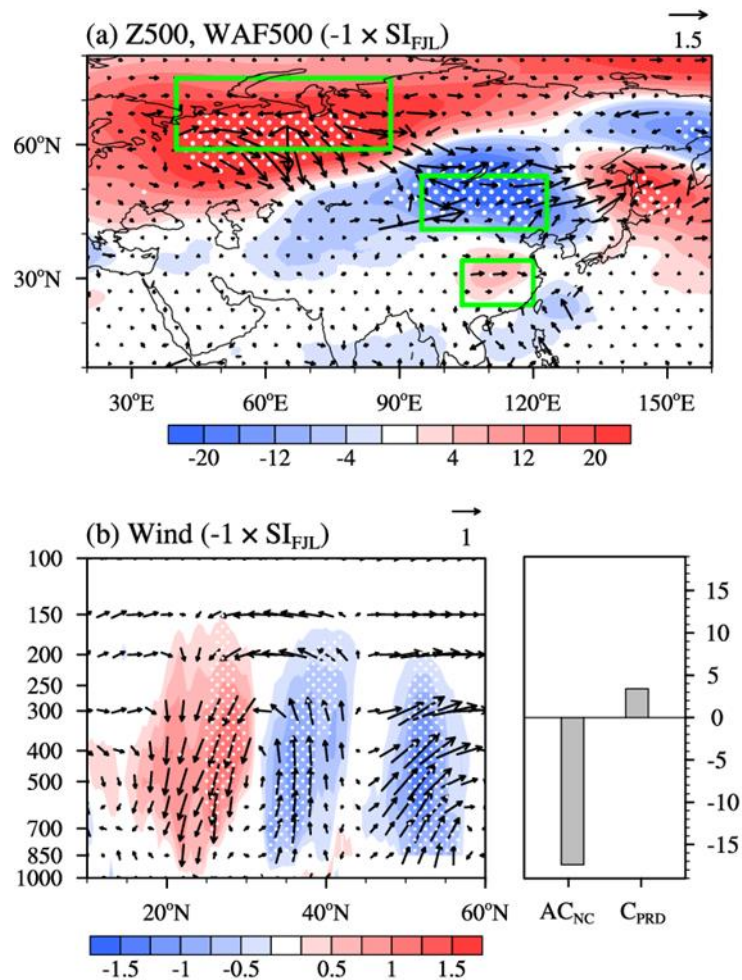 (a) Z500, WAF500 (-1 × SI_FJL)
1.5
60°N
30°N
30°E 60°E 90°E 120°E 150°E
-20 -12 -4 4 12 20
(b) Wind (-1 × SI_FJL)
1
100
150
200
250
300
400
500
700
850
1000
20°N 40°N 60°N
-1.5 -1 -0.5 0.5 1 1.5
15
10
5
0
-5
-10
-15
AC_NC C_PRD